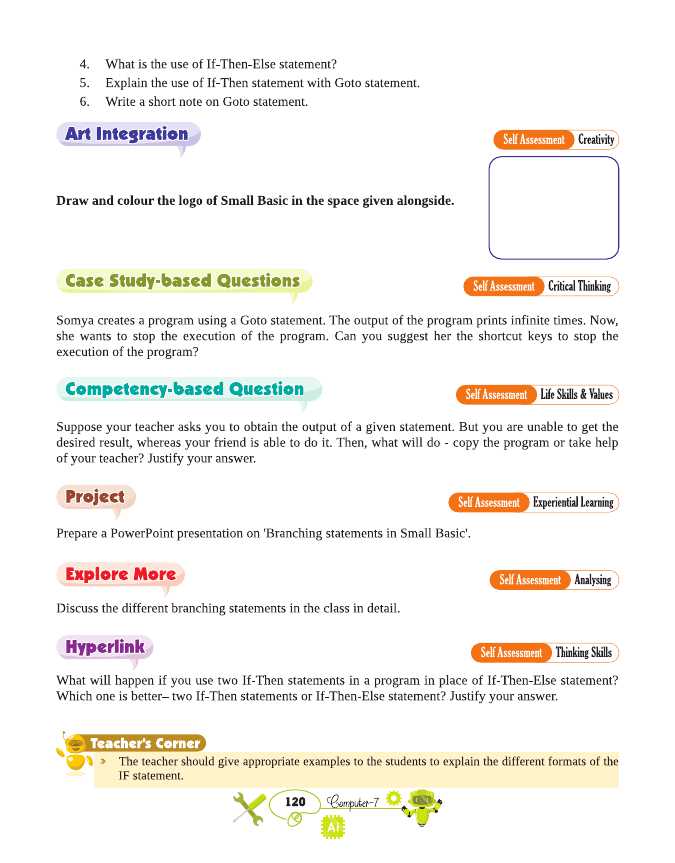 4. What is the use of If-Then-Else statement?
5. Explain the use of If-Then statement with Goto statement.
6. Write a short note on Goto statement.
Art Integration
Self Assessment Creativity
Draw and colour the logo of Small Basic in the space given alongside.
Case Study-based Questions
Self Assessment Critical Thinking
Somya creates a program using a Goto statement. The output of the program prints infinite times. Now,
she wants to stop the execution of the program. Can you suggest her the shortcut keys to stop the
execution of the program?
Competency-based Question
Self Assessment Life Skills & Values
Suppose your teacher asks you to obtain the output of a given statement. But you are unable to get the
desired result, whereas your friend is able to do it. Then, what will do - copy the program or take help
of your teacher? Justify your answer.
Project
Self Assessment Experiential Learning
Prepare a PowerPoint presentation on 'Branching statements in Small Basic'.
Explore More
Self Assessment Analysing
Discuss the different branching statements in the class in detail.
Hyperlink
Self Assessment Thinking Skills
What will happen if you use two If-Then statements in a program in place of If-Then-Else statement?
Which one is better– two If-Then statements or If-Then-Else statement? Justify your answer.
Teacher's Corner
» The teacher should give appropriate examples to the students to explain the different formats of the
IF statement.
120 Computer-7
AI